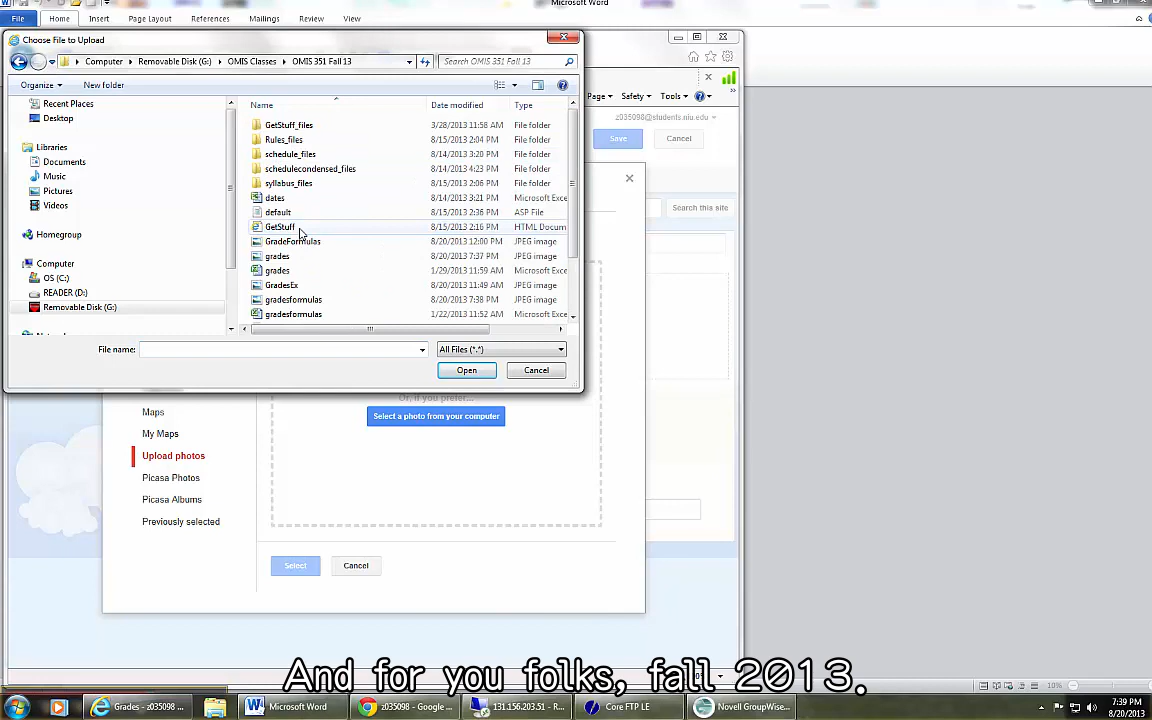 Microsoft Word
File Home Insert Page Layout References Mailings Review View
Choose File to Upload
Computer Removable Disk (G:) OMIS Classes OMIS 351 Fall 13 Search OMIS 351 Fall 13
Organize New folder
Page Safety Tools
Name Date modified Type
Recent Places
Desktop
Libraries
Documents
Music
Pictures
Videos
Homegroup
Computer
OS (C:)
READER (D:)
Removable Disk (G:)
GetStuff_files 3/28/2013 11:58 AM File folder
Rules_files 8/15/2013 2:04 PM File folder
schedule_files 8/14/2013 3:20 PM File folder
schedulecondensed_files 8/14/2013 4:23 PM File folder
syllabus_files 8/15/2013 2:06 PM File folder
dates 8/14/2013 3:21 PM Microsoft Exce
default 8/15/2013 2:36 PM ASP File
GetStuff 8/15/2013 2:16 PM HTML Docum
GradeFormulas 8/20/2013 12:00 PM JPEG image
grades 8/20/2013 7:37 PM JPEG image
grades 1/29/2013 11:59 AM Microsoft Exce
GradesEx 8/20/2013 11:49 AM JPEG image
gradesformulas 8/20/2013 7:38 PM JPEG image
gradesformulas 1/22/2013 11:52 AM Microsoft Exce
File name: All Files (*.*)
Open Cancel
z035098@students.niu.edu
Save Cancel
Search this site
Or, if you prefer...
Select a photo from your computer
Maps
My Maps
Upload photos
Picasa Photos
Picasa Albums
Previously selected
Select Cancel
And for you folks, fall 2013.
10%
Grades - z035098 ... Microsoft Word z035098 - Google ... 131.156.203.51 - R... Core FTP LE Novell GroupWise...
7:39 PM
8/20/2013